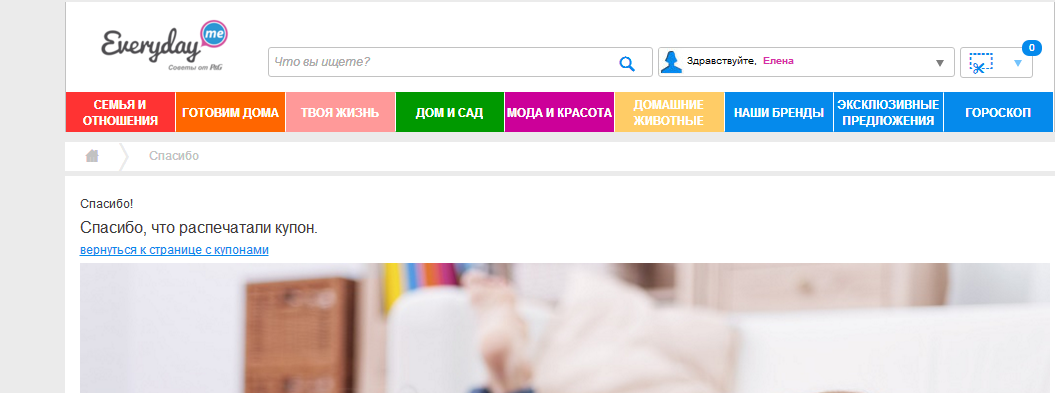 Everyday me
Советы от P&G
Что вы ищете?
Здравствуйте, Елена
0
СЕМЬЯ И
ОТНОШЕНИЯ
ГОТОВИМ ДОМА
ТВОЯ ЖИЗНЬ
ДОМ И САД
МОДА И КРАСОТА
ДОМАШНИЕ
ЖИВОТНЫЕ
НАШИ БРЕНДЫ
ЭКСКЛЮЗИВНЫЕ
ПРЕДЛОЖЕНИЯ
ГОРОСКОП
Спасибо
Спасибо!
Спасибо, что распечатали купон.
вернуться к странице с купонами